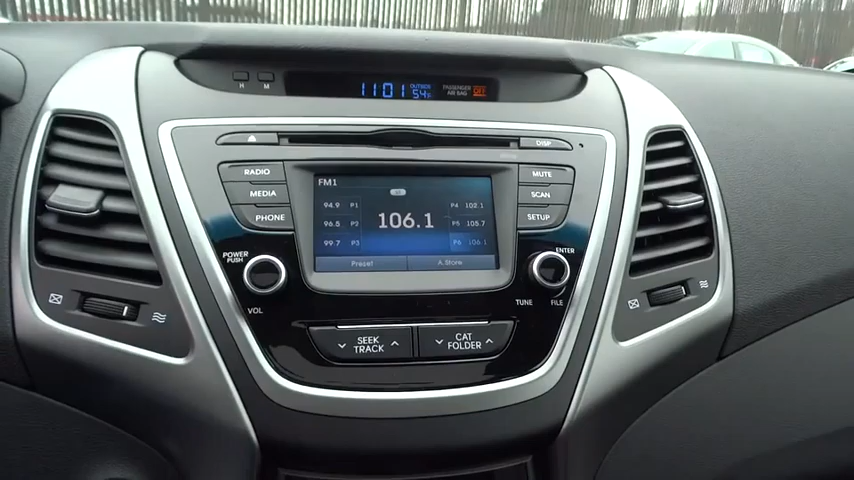 H M
11:01 OUTSIDE 54°F PASSENGER AIR BAG OFF
DISP
RADIO
MEDIA
PHONE
FM1
94.9 P1
96.5 P2
99.7 P3
106.1
P4 102.1
P5 105.7
P6 106.1
Preset A.Store
MUTE
SCAN
SETUP
POWER
PUSH
VOL
ENTER
TUNE FILE
SEEK
TRACK
CAT
FOLDER